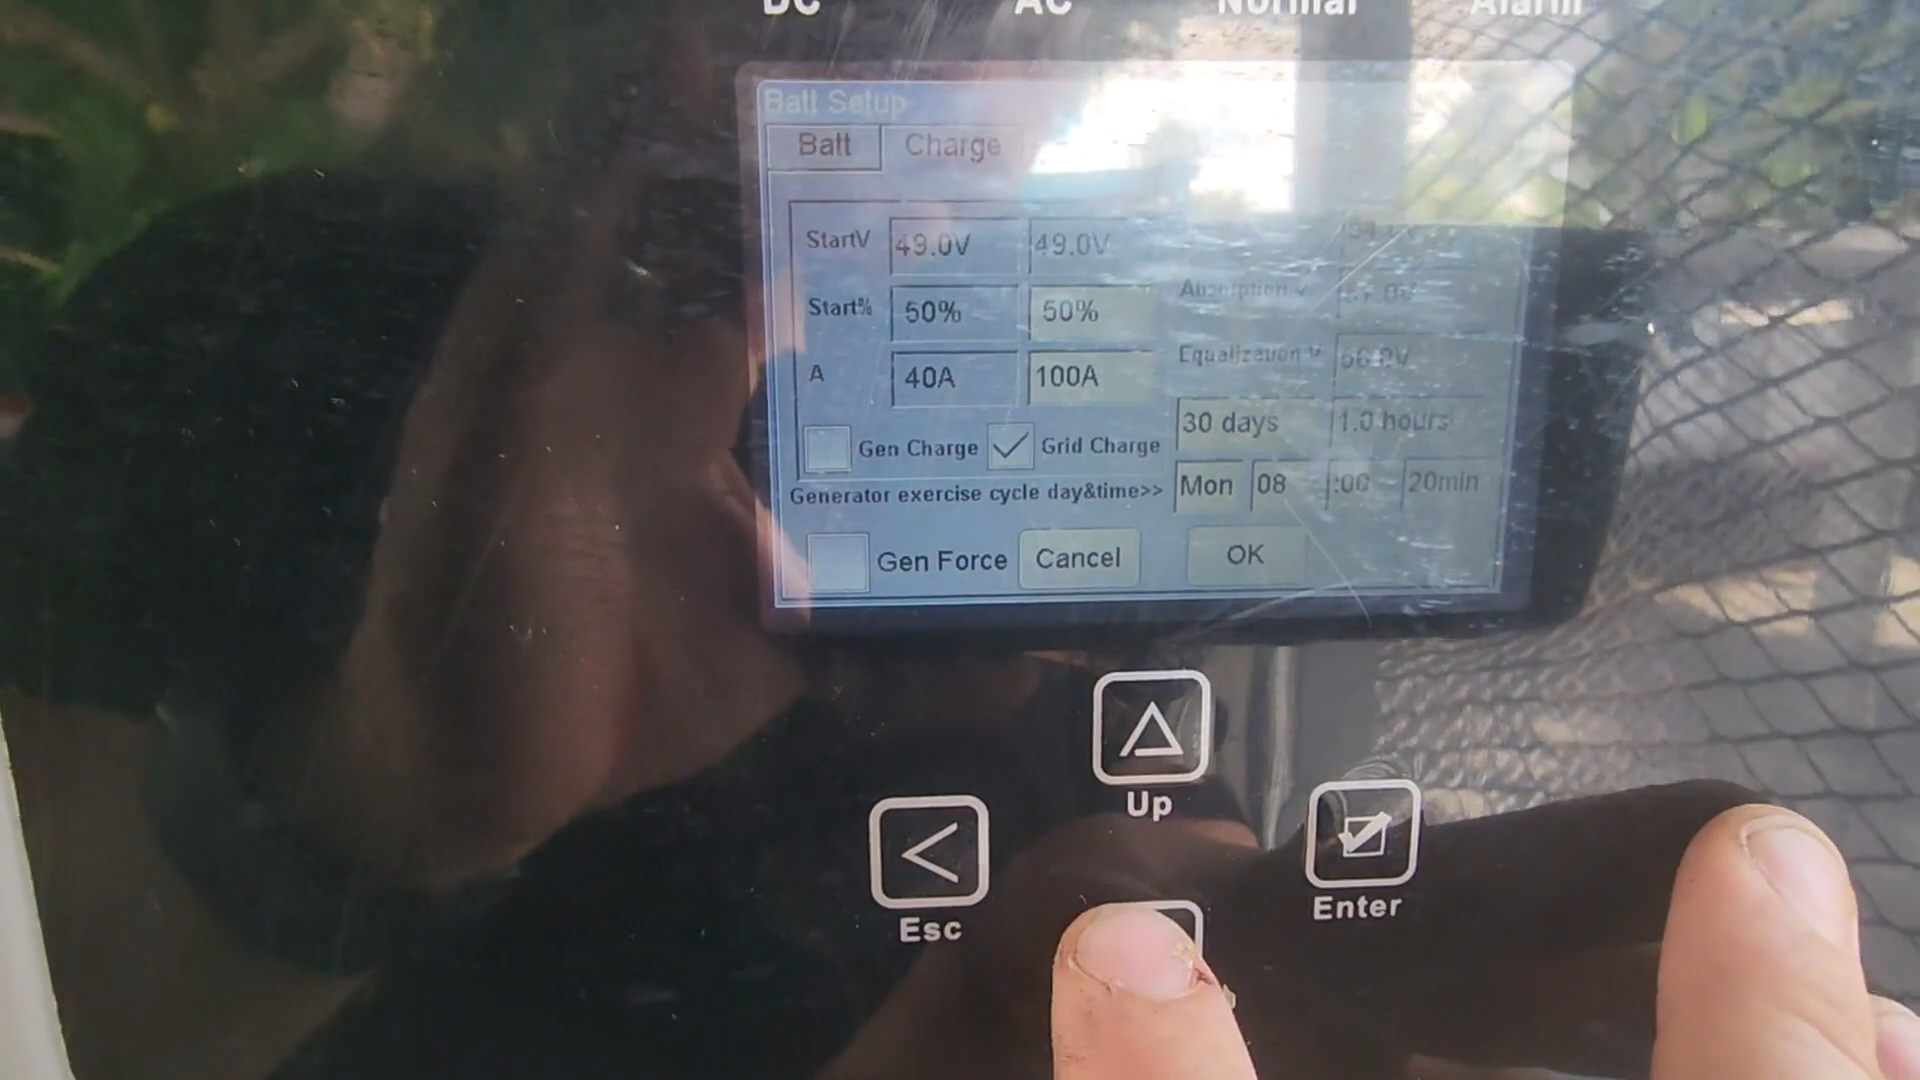 DC AC Normal Alarm
Batt Setup
Batt Charge
StartV 49.0V 49.0V
Start% 50% 50%
Absorption V
A 40A 100A
Equalization V
30 days 1.0 hours
Gen Charge Grid Charge
Generator exercise cycle day&time>> Mon 08 :00 20min
Gen Force Cancel OK
Up
Esc
Enter